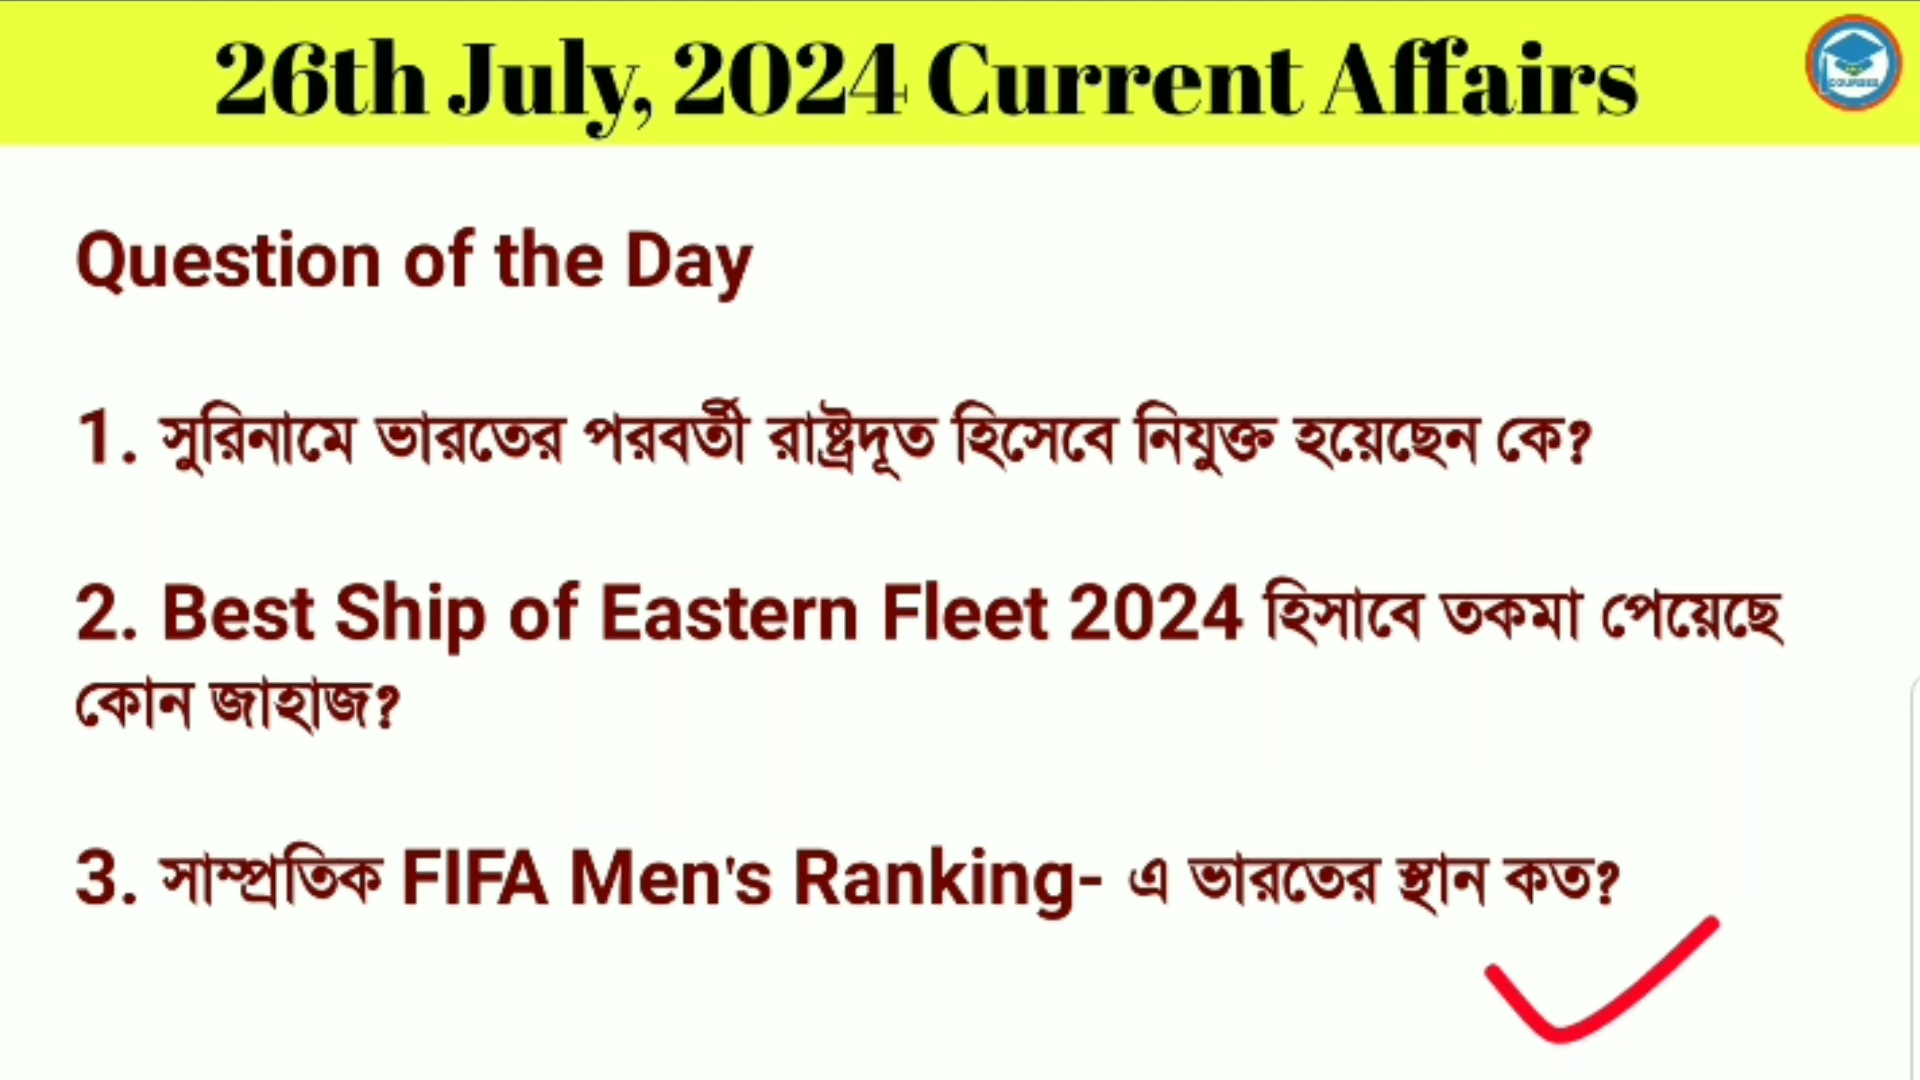 26th July, 2024 Current Affairs
COURSES
Question of the Day
1. সুরিনামে ভারতের পরবর্তী রাষ্ট্রদূত হিসেবে নিযুক্ত হয়েছেন কে?
2. Best Ship of Eastern Fleet 2024 হিসাবে তকমা পেয়েছে
কোন জাহাজ?
3. সাম্প্রতিক FIFA Men's Ranking- এ ভারতের স্থান কত?